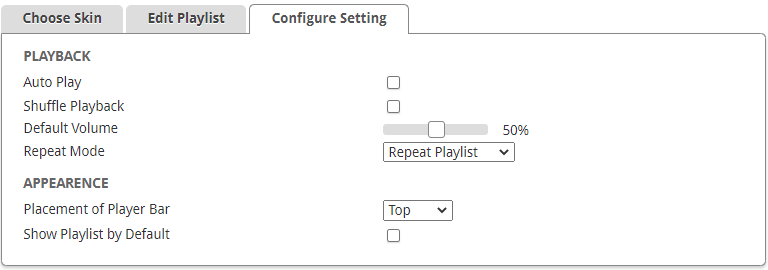 Choose Skin Edit Playlist Configure Setting
PLAYBACK
Auto Play
Shuffle Playback
Default Volume 50%
Repeat Mode Repeat Playlist
APPEARENCE
Placement of Player Bar Top
Show Playlist by Default